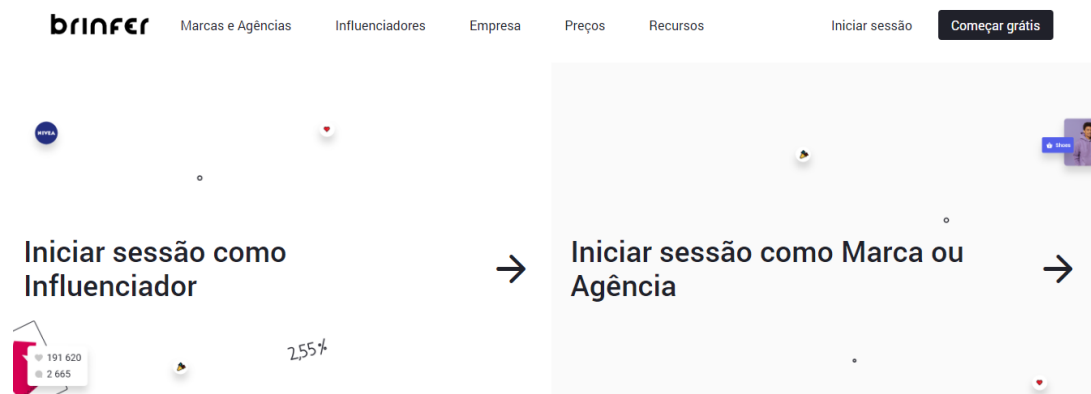 brinfer Marcas e Agências Influenciadores Empresa Preços Recursos Iniciar sessão Começar grátis
NIVEA
Share
Iniciar sessão como
Influenciador
Iniciar sessão como Marca ou
Agência
2,55%
191 620
2 665